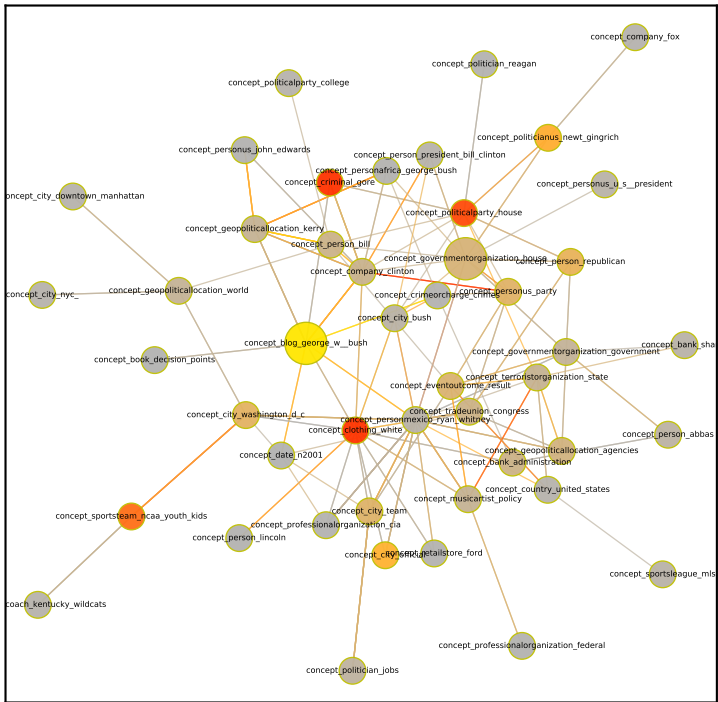 concept_company_fox
concept_politician_reagan
concept_politicalparty_college
concept_politicianus_newt_gingrich
concept_personus_john_edwards
concept_person_president_bill_clinton
concept_personafrica_george_bush
concept_criminal_gore
concept_personus_u_s__president
concept_city_downtown_manhattan
concept_politicalparty_house
concept_geopoliticallocation_kerry
concept_person_bill
concept_governmentorganization_house
concept_person_republican
concept_company_clinton
concept_geopoliticallocation_world
concept_city_nyc_
concept_crimeorcharge_crimes
concept_personus_party
concept_city_bush
concept_blog_george_w__bush
concept_bank_sha
concept_governmentorganization_government
concept_book_decision_points
concept_terroristorganization_state
concept_eventoutcome_result
concept_city_washington_d_c
concept_tradeunion_congress
concept_personmexico_ryan_whitney
concept_clothing_white
concept_person_abbas
concept_geopoliticallocation_agencies
concept_date_n2001
concept_bank_administration
concept_country_united_states
concept_musicartist_policy
concept_sportsteam_ncaa_youth_kids
concept_city_team
concept_professionalorganization_cia
concept_person_lincoln
concept_city_official
concept_retailstore_ford
concept_sportsleague_mls
coach_kentucky_wildcats
concept_professionalorganization_federal
concept_politician_jobs